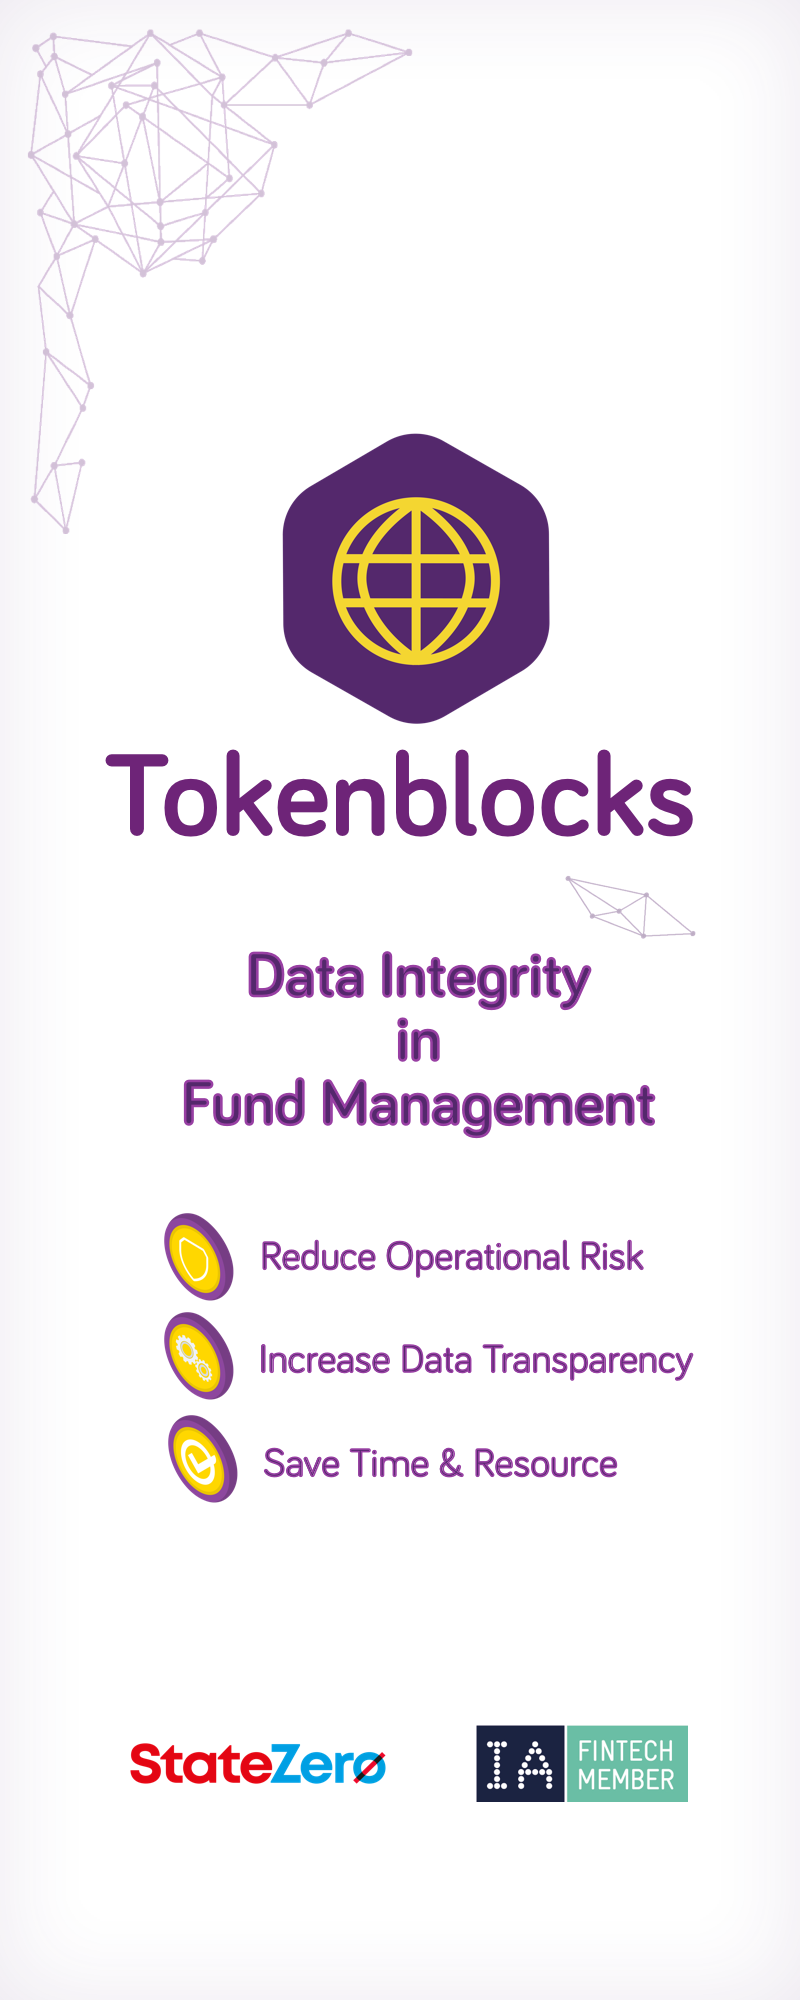 Tokenblocks
Data Integrity
in
Fund Management
Reduce Operational Risk
Increase Data Transparency
Save Time & Resource
StateZerø
IA
FINTECH
MEMBER